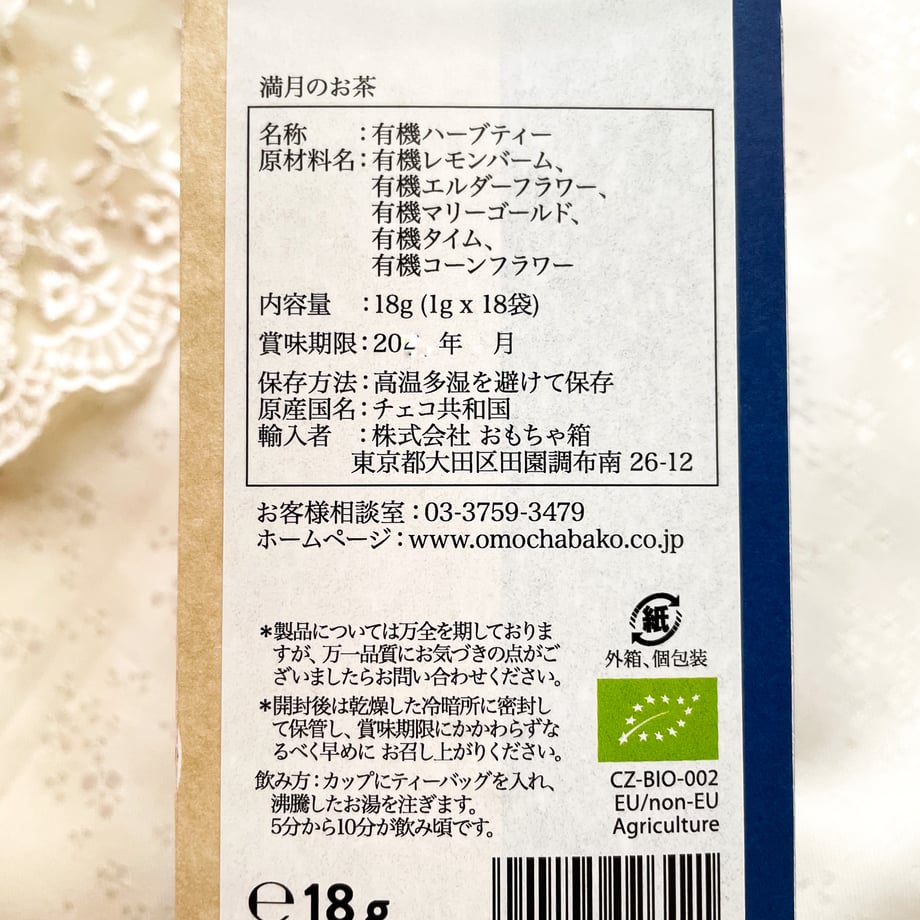 満月のお茶
名称　　:有機ハーブティー
原材料名:有機レモンバーム、
有機エルダーフラワー、
有機マリーゴールド、
有機タイム、
有機コーンフラワー
内容量　:18g (1g x 18袋)
賞味期限:20　年　月
保存方法:高温多湿を避けて保存
原産国名:チェコ共和国
輸入者　:株式会社 おもちゃ箱
東京都大田区田園調布南 26-12
お客様相談室:03-3759-3479
ホームページ:www.omochabako.co.jp
*製品については万全を期しておりま
すが、万一品質にお気づきの点がご
ざいましたらお問い合わせください。
*開封後は乾燥した冷暗所に密封し
て保管し、賞味期限にかかわらずな
るべく早めに お召し上がりください。
飲み方:カップにティーバッグを入れ、
沸騰したお湯を注ぎます。
5分から10分が飲み頃です。
紙
外箱、個包装
CZ-BIO-002
EU/non-EU
Agriculture
℮18 g